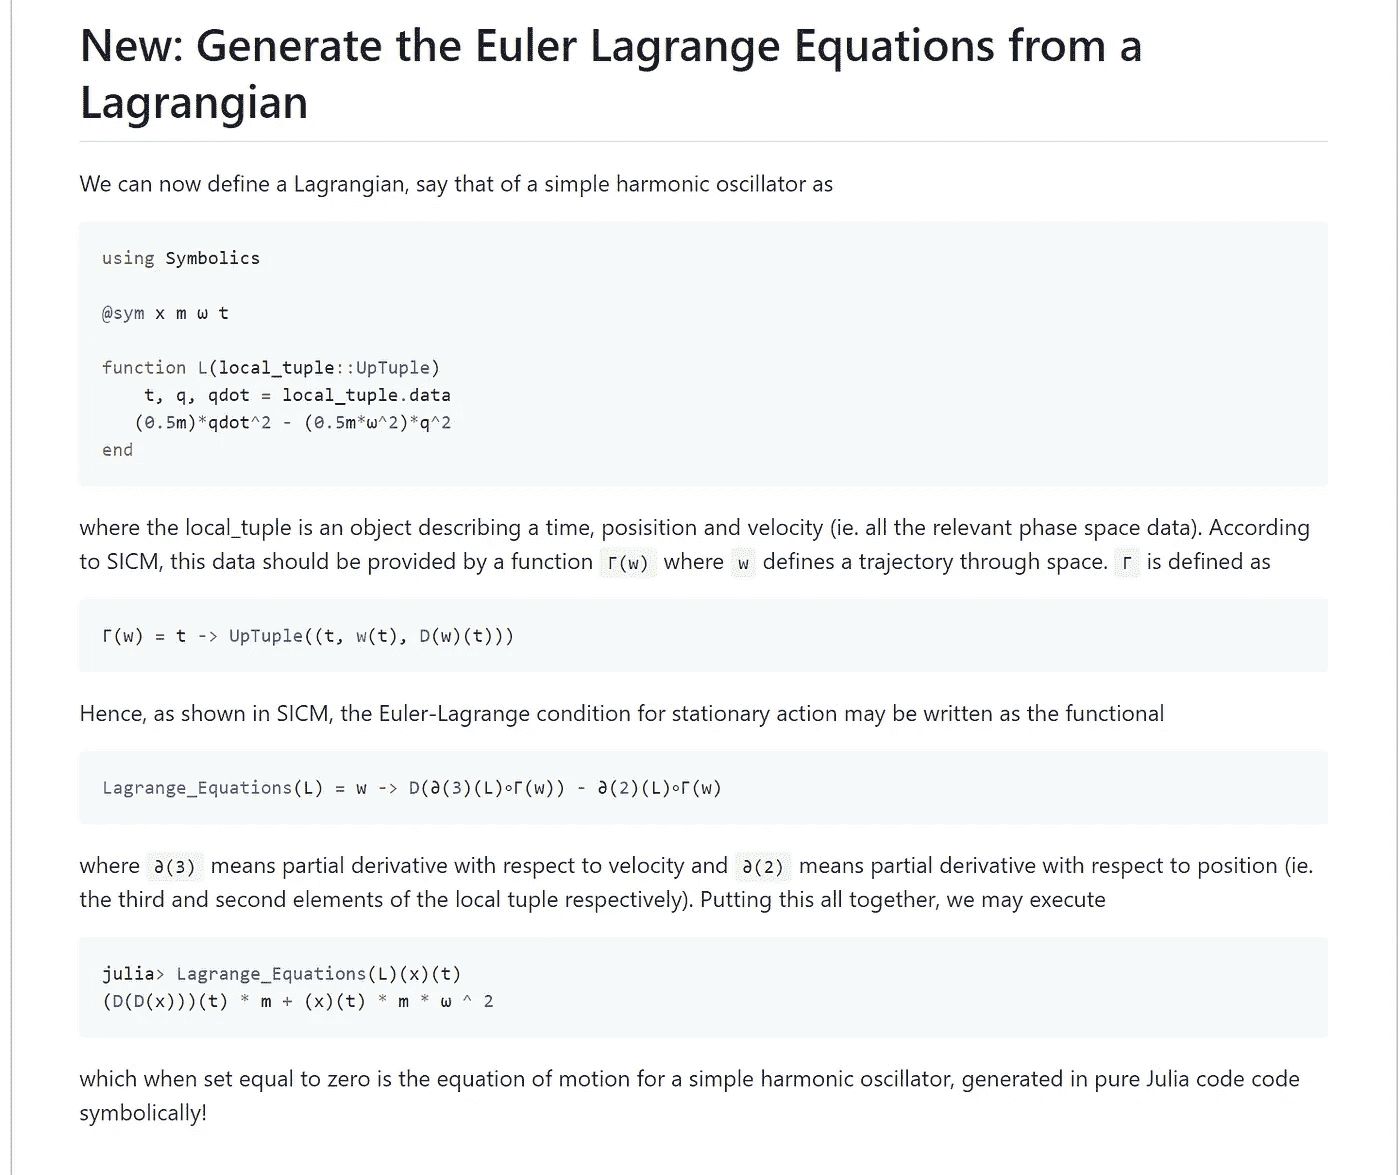 New: Generate the Euler Lagrange Equations from a
Lagrangian
We can now define a Lagrangian, say that of a simple harmonic oscillator as
using Symbolics
@sym x m ω t
function L(local_tuple::UpTuple)
    t, q, qdot = local_tuple.data
   (0.5m)*qdot^2 - (0.5m*ω^2)*q^2
end
where the local_tuple is an object describing a time, posisition and velocity (ie. all the relevant phase space data). According
to SICM, this data should be provided by a function Γ(w) where w defines a trajectory through space. Γ is defined as
Γ(w) = t -> UpTuple((t, w(t), D(w)(t)))
Hence, as shown in SICM, the Euler-Lagrange condition for stationary action may be written as the functional
Lagrange_Equations(L) = w -> D(∂(3)(L)∘Γ(w)) - ∂(2)(L)∘Γ(w)
where ∂(3) means partial derivative with respect to velocity and ∂(2) means partial derivative with respect to position (ie.
the third and second elements of the local tuple respectively). Putting this all together, we may execute
julia> Lagrange_Equations(L)(x)(t)
(D(D(x)))(t) * m + (x)(t) * m * ω ^ 2
which when set equal to zero is the equation of motion for a simple harmonic oscillator, generated in pure Julia code code
symbolically!